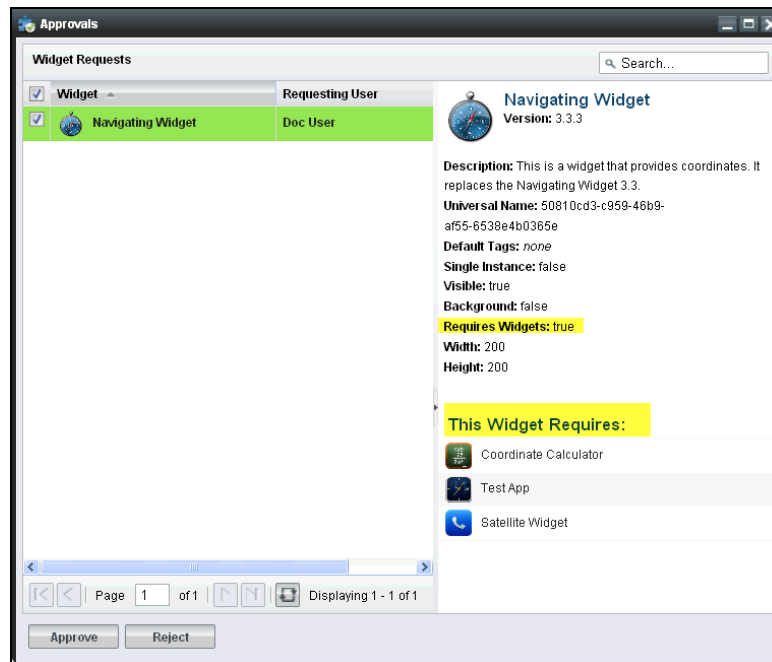 Approvals
Widget Requests
Search...
Widget Requesting User
Navigating Widget Doc User
Navigating Widget
Version: 3.3.3
Description: This is a widget that provides coordinates. It
replaces the Navigating Widget 3.3.
Universal Name: 50810cd3-c959-46b9-
af55-6538e4b0365e
Default Tags: none
Single Instance: false
Visible: true
Background: false
Requires Widgets: true
Width: 200
Height: 200
This Widget Requires:
Coordinate Calculator
Test App
Satellite Widget
Page 1 of 1 Displaying 1 - 1 of 1
Approve Reject